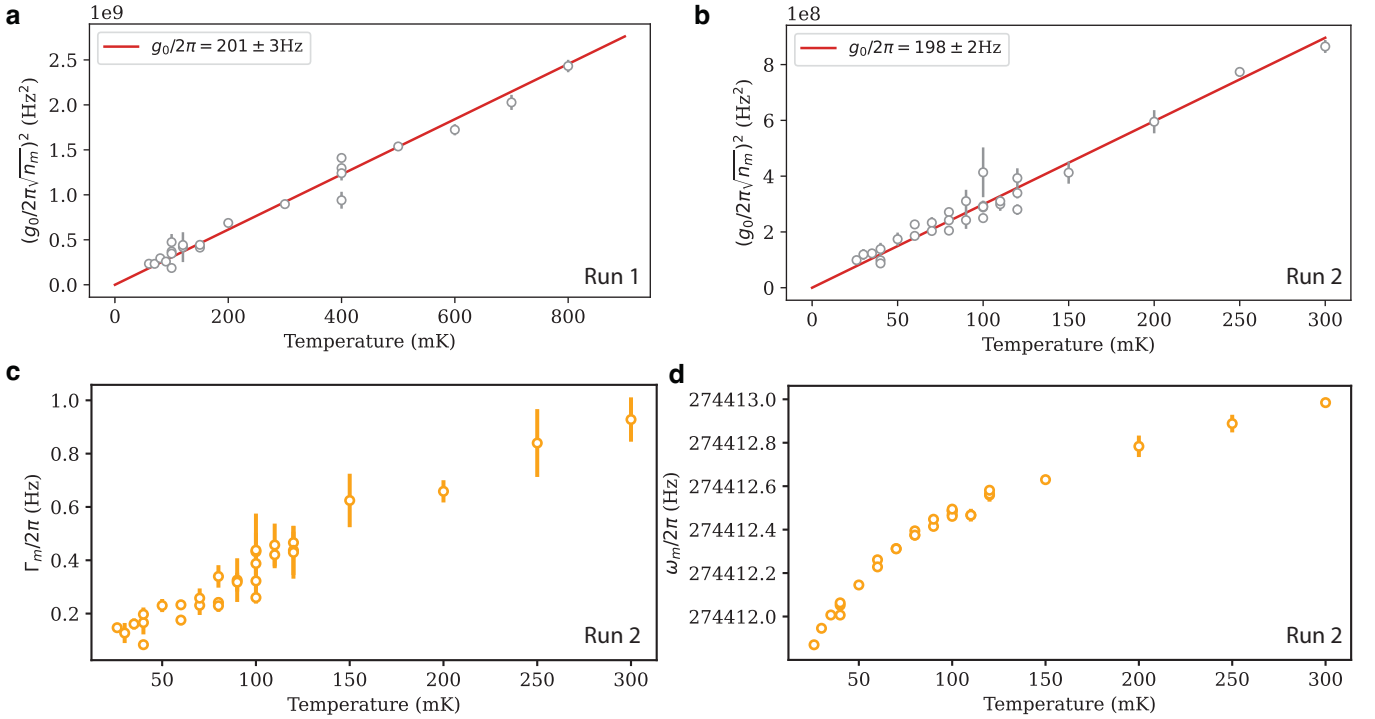 a
1e9
g₀/2π = 201 ± 3Hz
(g₀/2π√n_m)² (Hz²)
2.5
2.0
1.5
1.0
0.5
0.0
Run 1
0 200 400 600 800
Temperature (mK)
b
1e8
g₀/2π = 198 ± 2Hz
(g₀/2π√n_m)² (Hz²)
8
6
4
2
0
Run 2
0 50 100 150 200 250 300
Temperature (mK)
c
Γ_m/2π (Hz)
1.0
0.8
0.6
0.4
0.2
Run 2
50 100 150 200 250 300
Temperature (mK)
d
ω_m/2π (Hz)
274413.0
274412.8
274412.6
274412.4
274412.2
274412.0
Run 2
50 100 150 200 250 300
Temperature (mK)